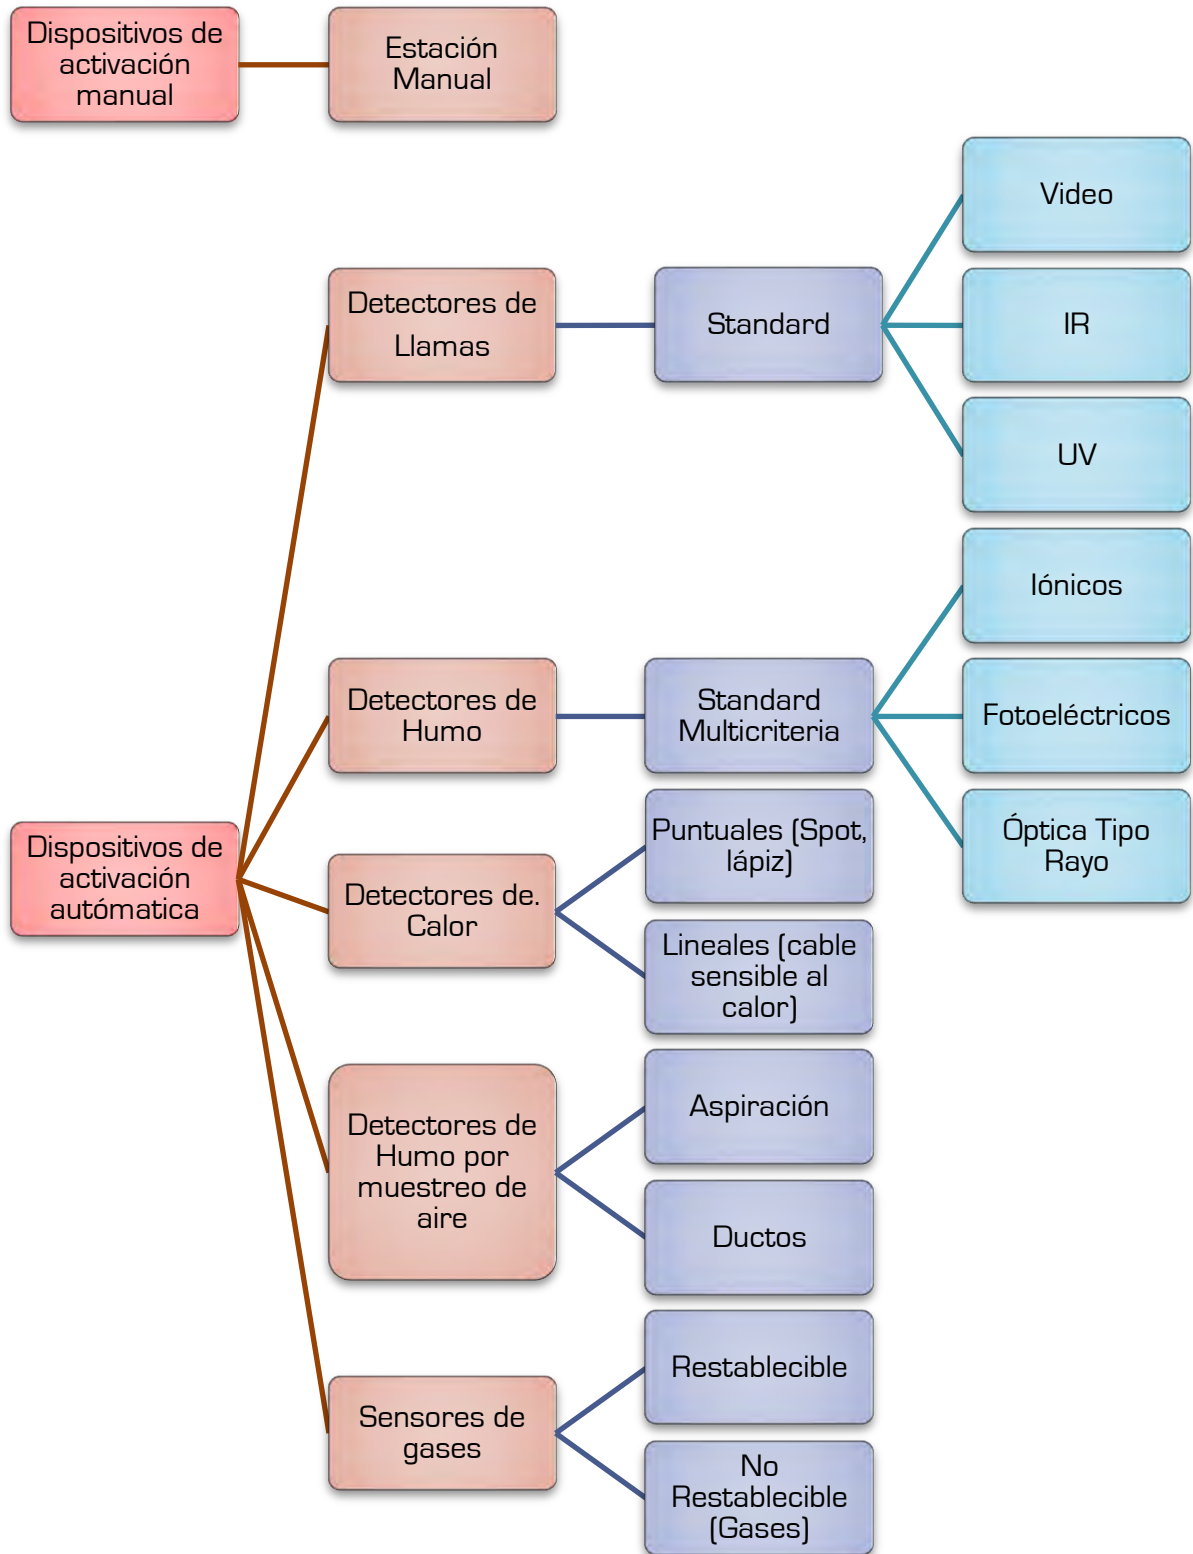 Dispositivos de
activación
manual
Estación
Manual
Dispositivos de
activación
autómatica
Detectores de
Llamas
Standard
Video
IR
UV
Detectores de
Humo
Standard
Multicriteria
Iónicos
Fotoeléctricos
Óptica Tipo
Rayo
Detectores de.
Calor
Puntuales (Spot,
lápiz)
Lineales (cable
sensible al
calor)
Detectores de
Humo por
muestreo de
aire
Aspiración
Ductos
Sensores de
gases
Restablecible
No
Restablecible
(Gases)